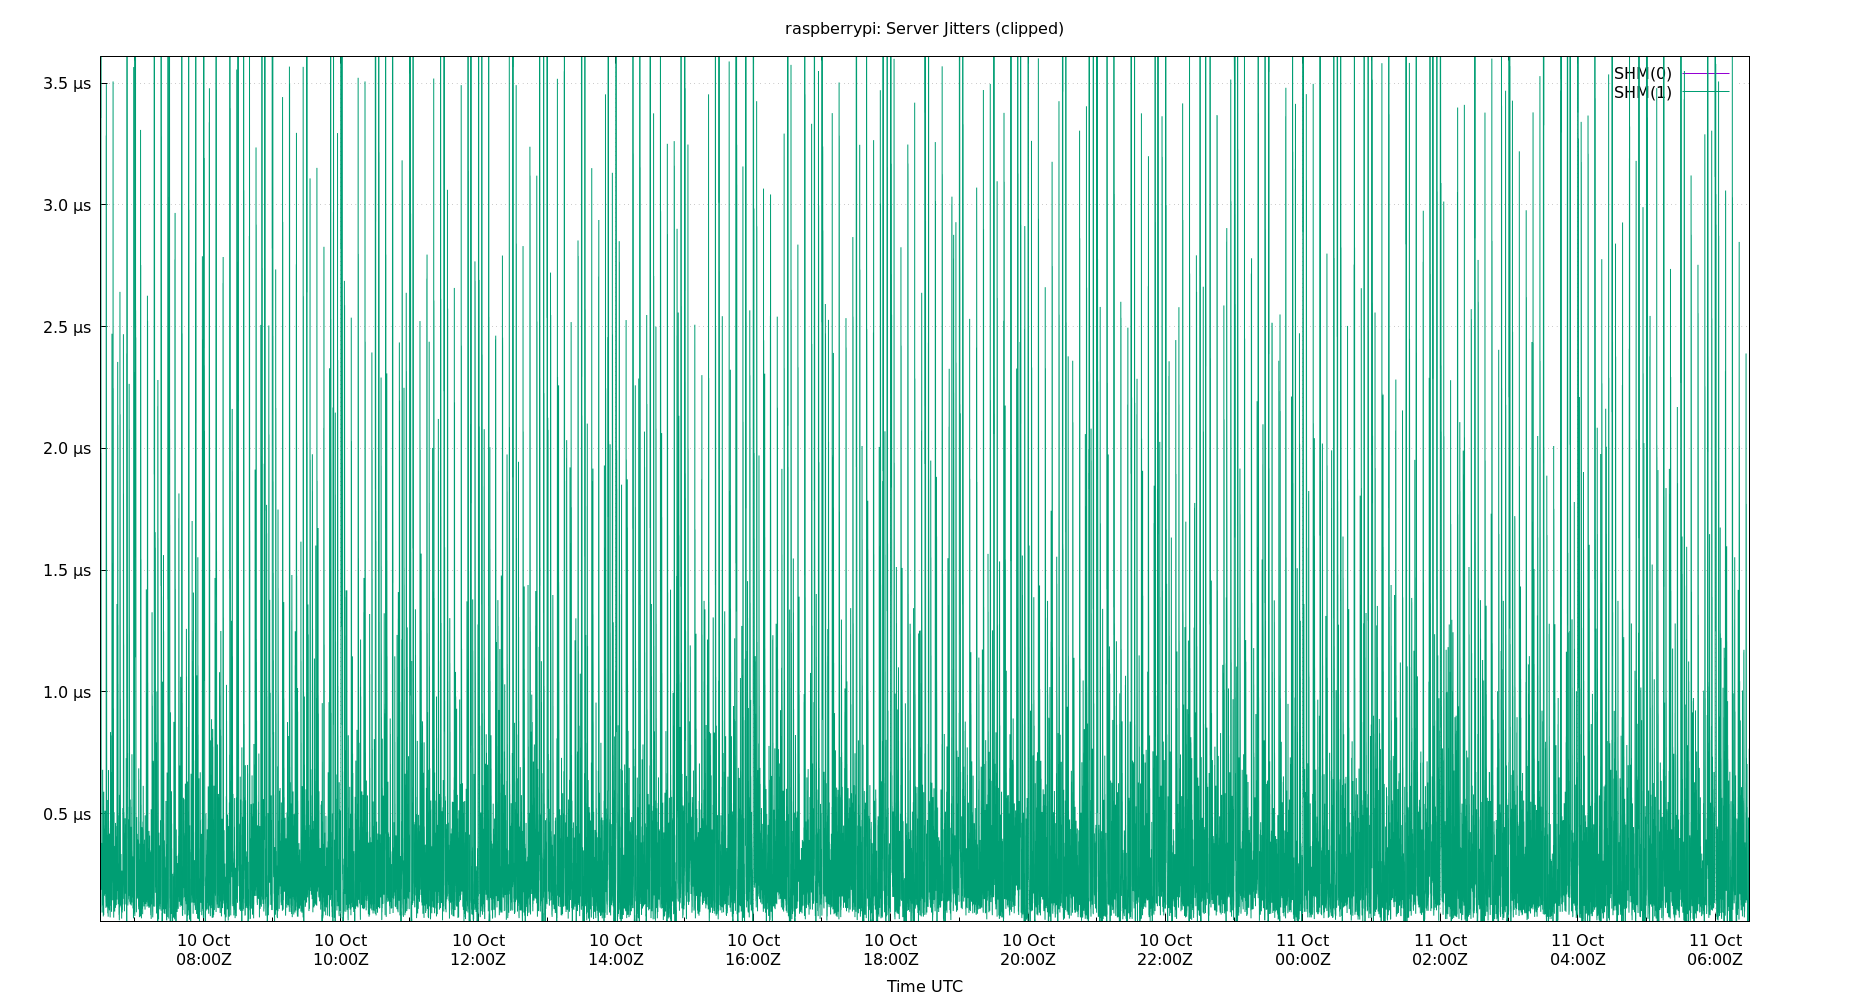 raspberrypi: Server Jitters (clipped)
SHM(0)
SHM(1)
3.5 µs
3.0 µs
2.5 µs
2.0 µs
1.5 µs
1.0 µs
0.5 µs
10 Oct 10 Oct 10 Oct 10 Oct 10 Oct 10 Oct 10 Oct 10 Oct 11 Oct 11 Oct 11 Oct 11 Oct
08:00Z 10:00Z 12:00Z 14:00Z 16:00Z 18:00Z 20:00Z 22:00Z 00:00Z 02:00Z 04:00Z 06:00Z
Time UTC